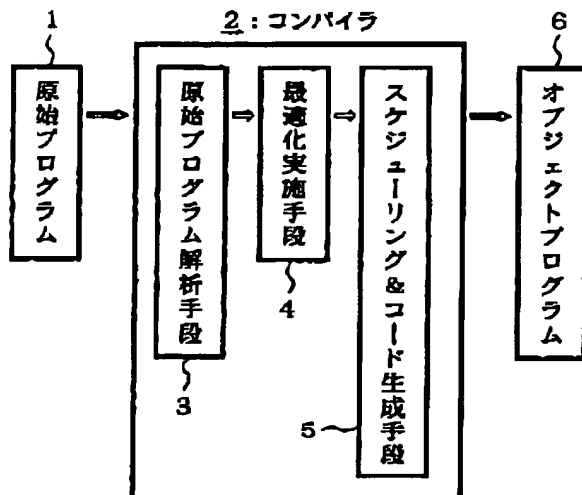 1
2:コンパイラ
6
原始プログラム
原始プログラム解析手段
最適化実施手段
スケジューリング&コード生成手段
オブジェクトプログラム
4
3
5